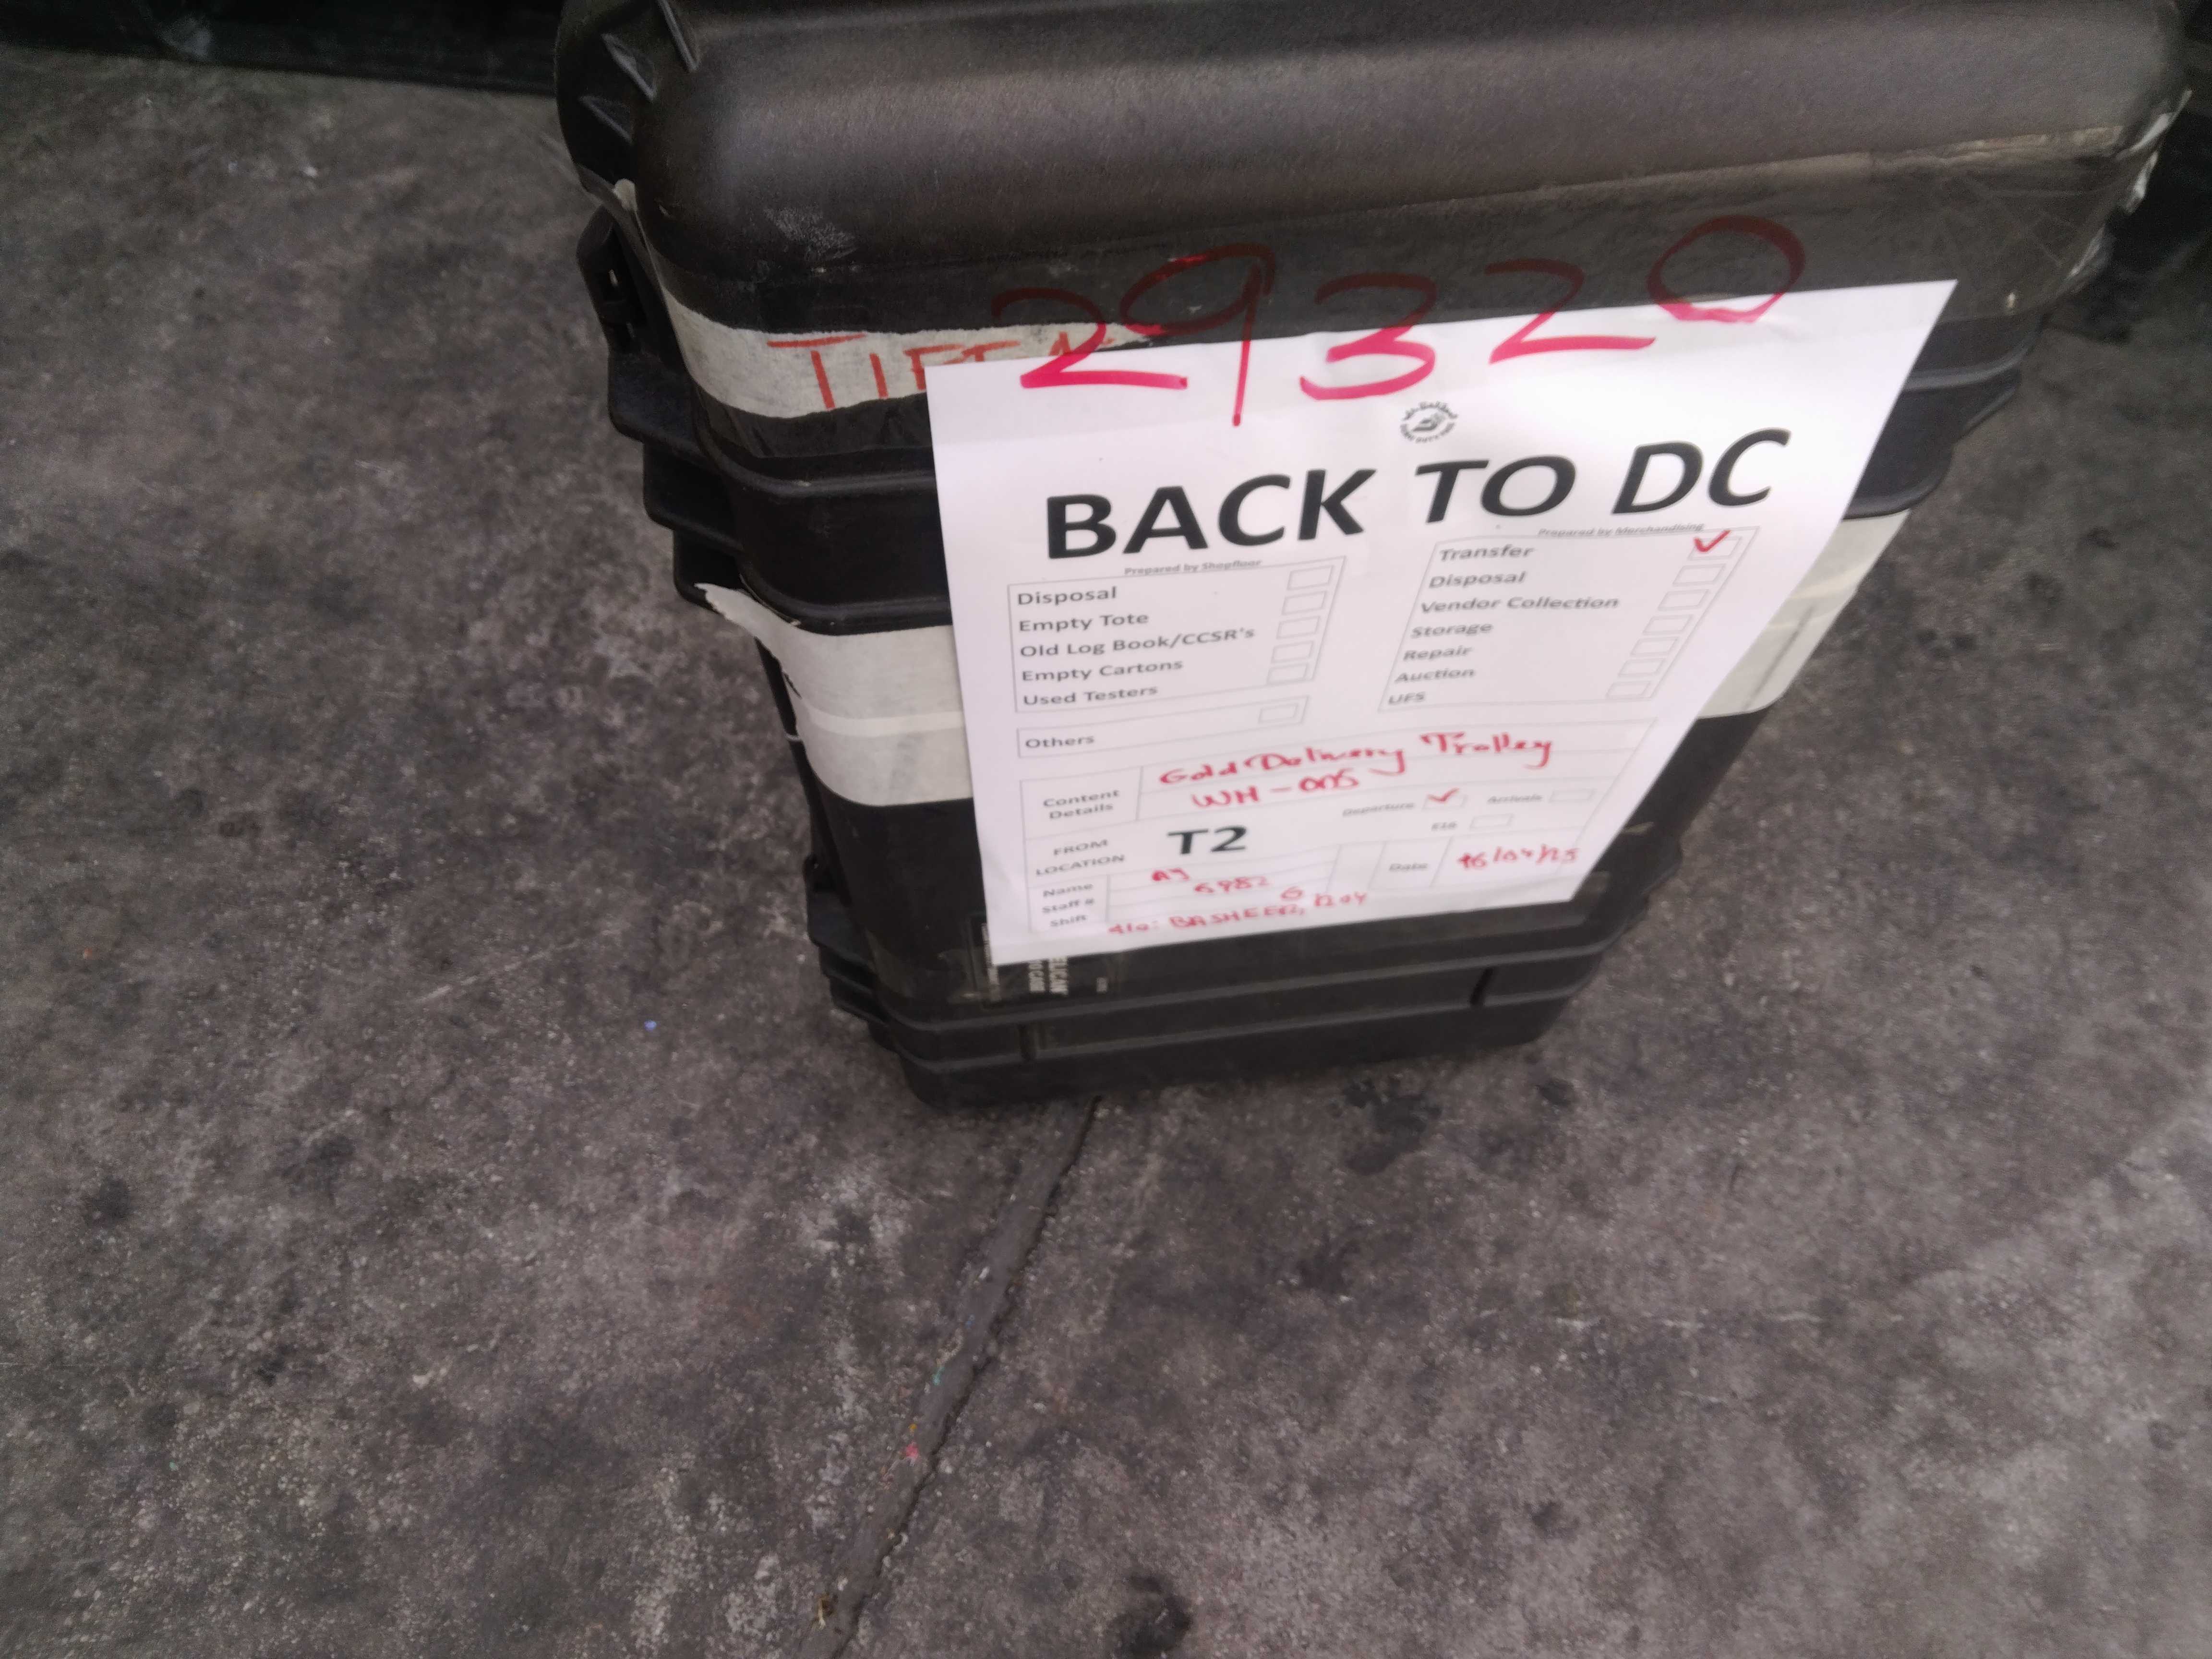 29320
BACK TO DC
Prepared by Shopfloor
Disposal
Empty Tote
Old Log Book/CCSR's
Empty Cartons
Used Testers
Others
Prepared by Merchandising
Transfer ✓
Disposal
Vendor Collection
Storage
Repair
Auction
UFS
Content Details
Gold Delivery Trolley
WH-005
Departure ✓ Arrivals
FROM LOCATION
T2
Name
Staff #
Shift
Date
BASHEER,